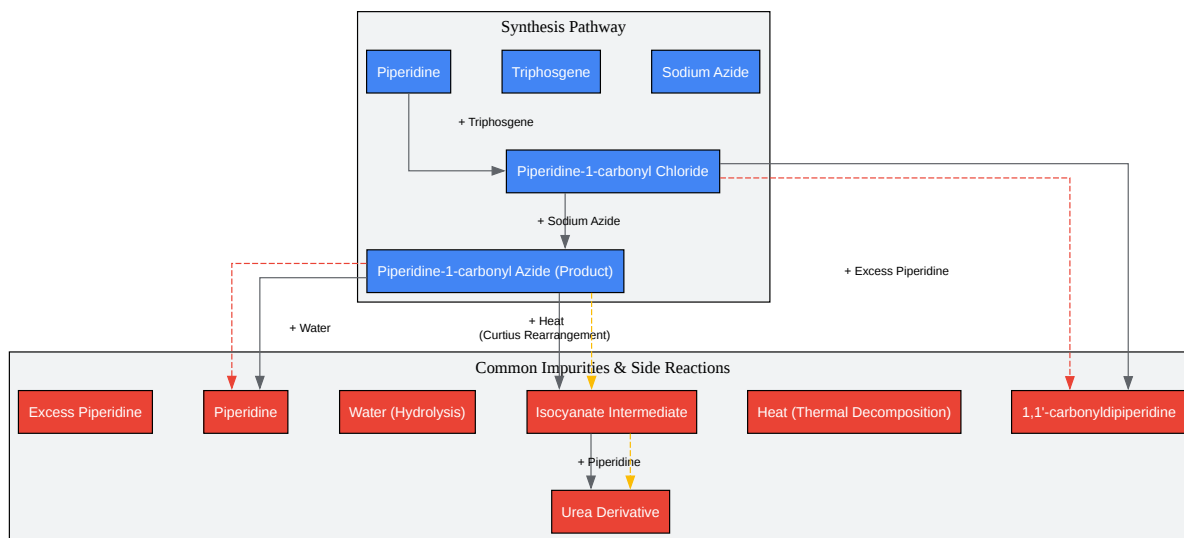 Synthesis Pathway
Piperidine
Triphosgene
Sodium Azide
+ Triphosgene
Piperidine-1-carbonyl Chloride
+ Sodium Azide
Piperidine-1-carbonyl Azide (Product)
+ Excess Piperidine
+ Water
+ Heat
(Curtius Rearrangement)
Common Impurities & Side Reactions
Excess Piperidine
Piperidine
Water (Hydrolysis)
Isocyanate Intermediate
Heat (Thermal Decomposition)
1,1'-carbonyldipiperidine
+ Piperidine
Urea Derivative